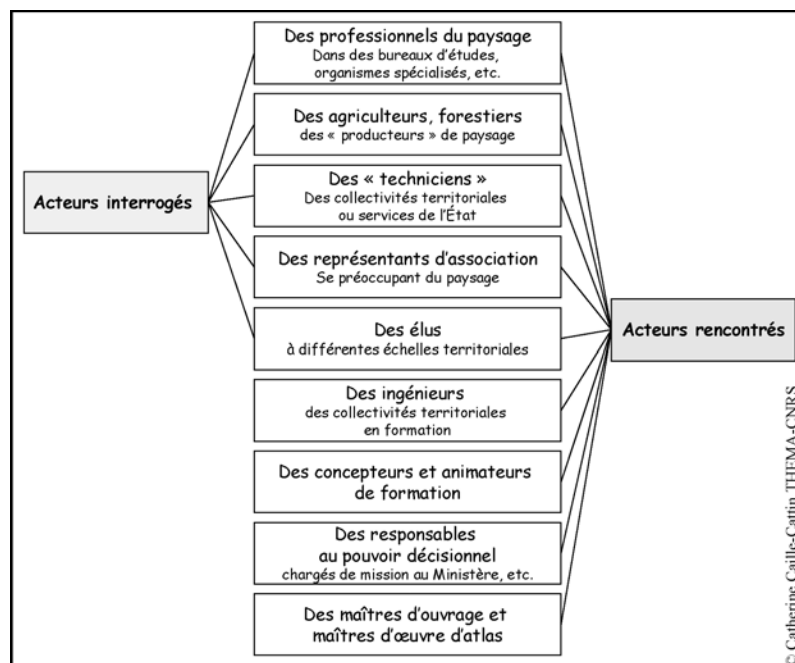 Des professionnels du paysage
Dans des bureaux d'études,
organismes spécialisés, etc.
Des agriculteurs, forestiers
des « producteurs » de paysage
Acteurs interrogés
Des « techniciens »
Des collectivités territoriales
ou services de l'État
Des représentants d'association
Se préoccupant du paysage
Des élus
à différentes échelles territoriales
Acteurs rencontrés
Des ingénieurs
des collectivités territoriales
en formation
Des concepteurs et animateurs
de formation
Des responsables
au pouvoir décisionnel
chargés de mission au Ministère, etc.
Des maîtres d'ouvrage et
maîtres d'œuvre d'atlas
© Catherine Caille-Cattin THEMA-CNRS